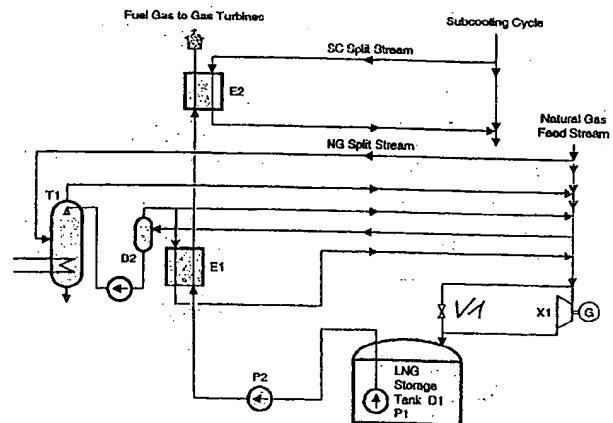 Fuel Gas to Gas Turbines
Subcooling Cycle
SC Split Stream
E2
Natural Gas
Feed Stream
NG Split Stream
T1
D2
E1
V1
X1
G
P2
LNG
Storage
Tank D1
P1